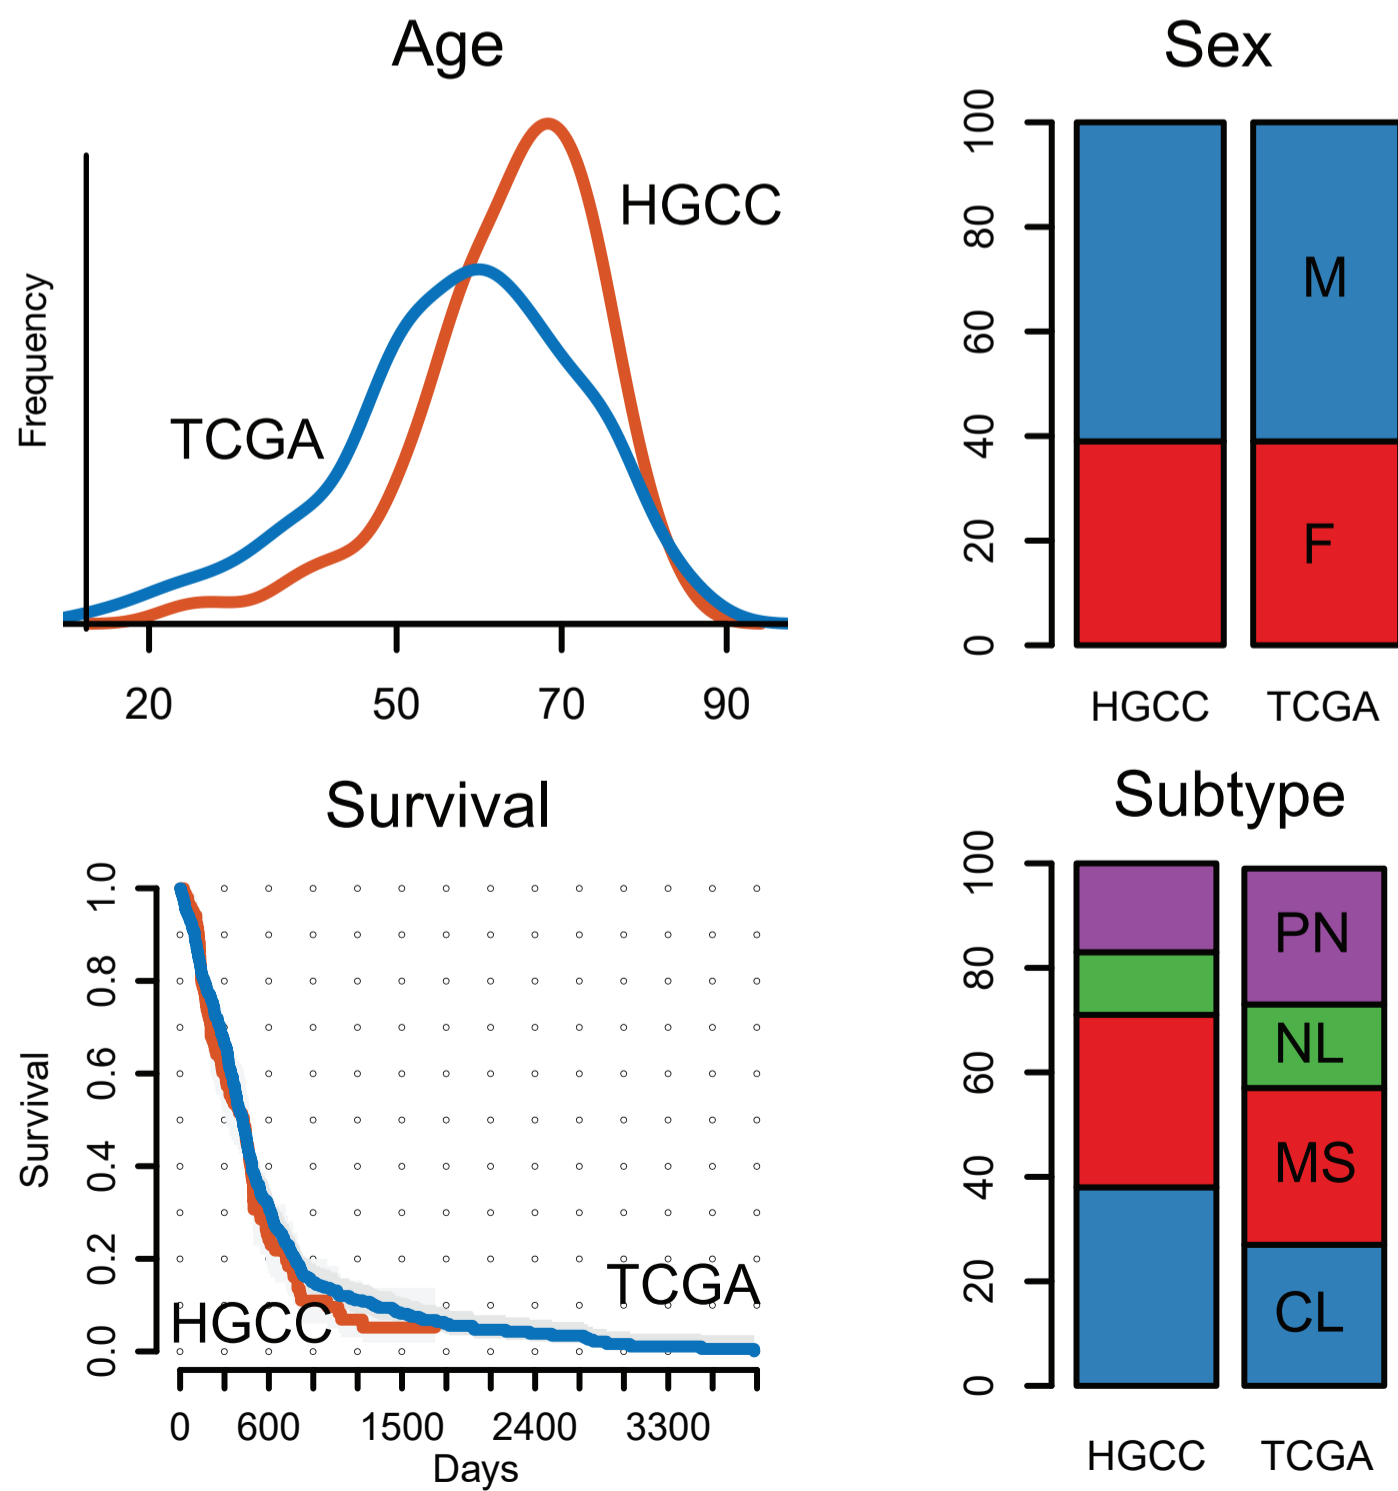 Age
Frequency
TCGA
HGCC
20 50 70 90
Sex
0 20 40 60 80 100
M
F
HGCC TCGA
Survival
Survival
0.0 0.2 0.4 0.6 0.8 1.0
HGCC
TCGA
0 600 1500 2400 3300
Days
Subtype
0 20 40 60 80 100
PN
NL
MS
CL
HGCC TCGA